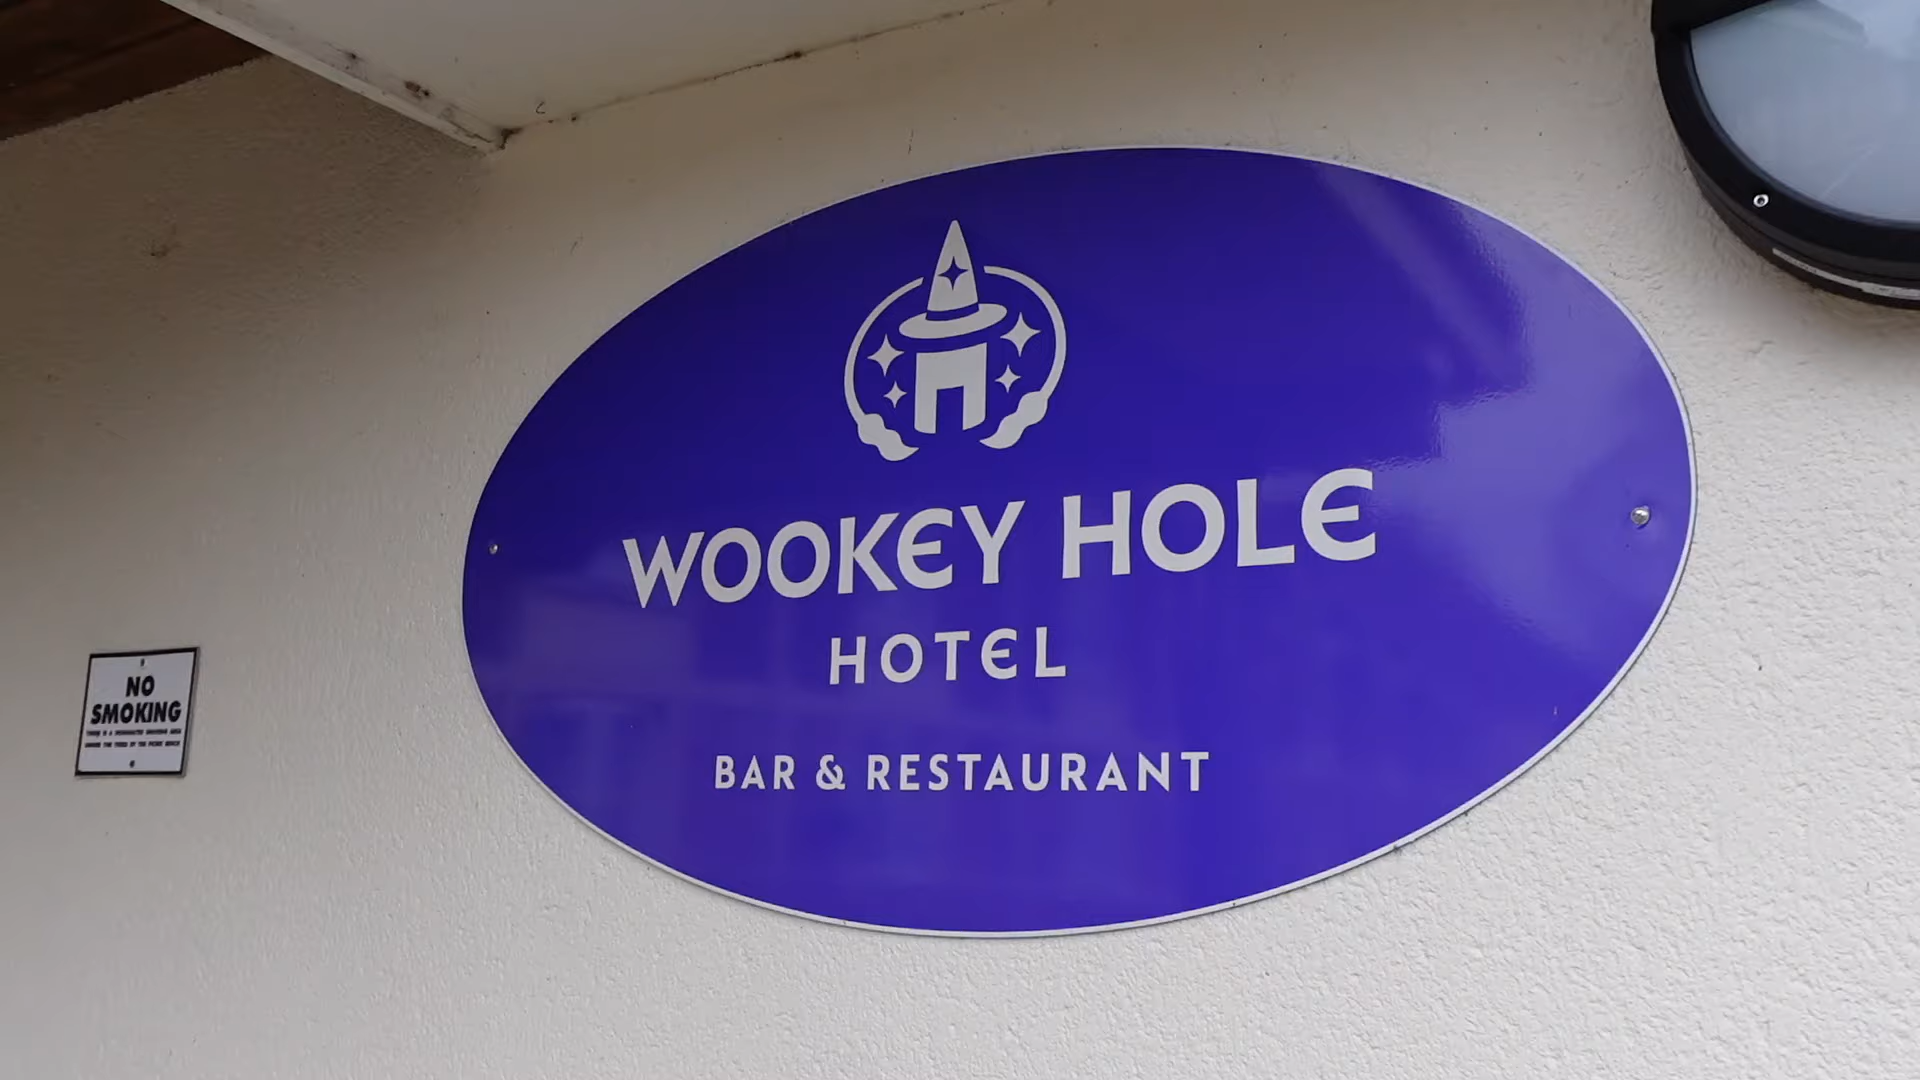 WOOKEY HOLE
HOTEL
BAR & RESTAURANT
NO
SMOKING